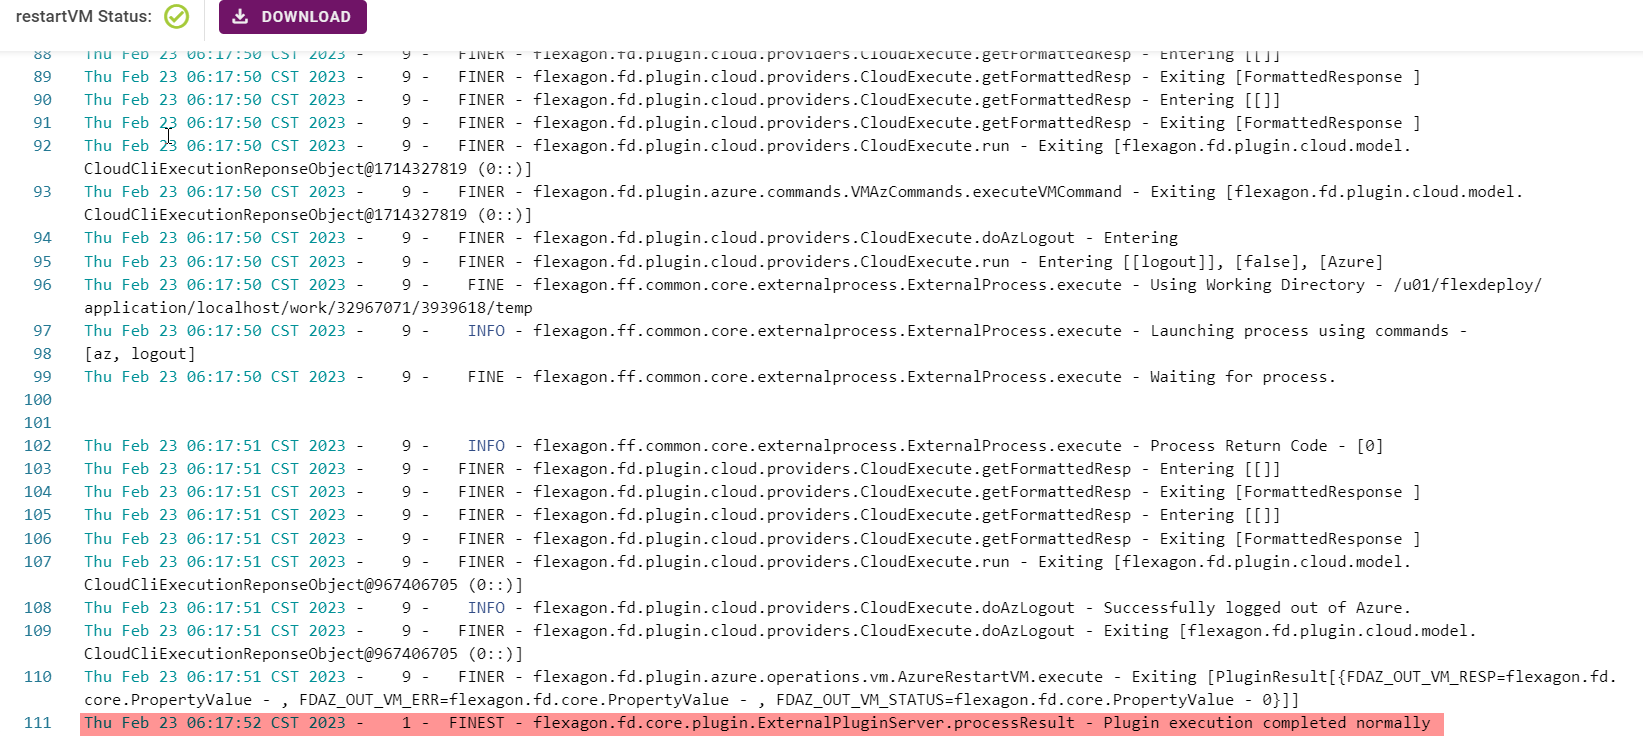 restartVM Status: DOWNLOAD
88 Thu Feb 23 06:17:50 CST 2023 - 9 - FINER - flexagon.fd.plugin.cloud.providers.CloudExecute.getFormattedResp - Entering [[]]
89 Thu Feb 23 06:17:50 CST 2023 - 9 - FINER - flexagon.fd.plugin.cloud.providers.CloudExecute.getFormattedResp - Exiting [FormattedResponse ]
90 Thu Feb 23 06:17:50 CST 2023 - 9 - FINER - flexagon.fd.plugin.cloud.providers.CloudExecute.getFormattedResp - Entering [[]]
91 Thu Feb 23 06:17:50 CST 2023 - 9 - FINER - flexagon.fd.plugin.cloud.providers.CloudExecute.getFormattedResp - Exiting [FormattedResponse ]
92 Thu Feb 23 06:17:50 CST 2023 - 9 - FINER - flexagon.fd.plugin.cloud.providers.CloudExecute.run - Exiting [flexagon.fd.plugin.cloud.model.
CloudCliExecutionReponseObject@1714327819 (0::)]
93 Thu Feb 23 06:17:50 CST 2023 - 9 - FINER - flexagon.fd.plugin.azure.commands.VMAzCommands.executeVMCommand - Exiting [flexagon.fd.plugin.cloud.model.
CloudCliExecutionReponseObject@1714327819 (0::)]
94 Thu Feb 23 06:17:50 CST 2023 - 9 - FINER - flexagon.fd.plugin.cloud.providers.CloudExecute.doAzLogout - Entering
95 Thu Feb 23 06:17:50 CST 2023 - 9 - FINER - flexagon.fd.plugin.cloud.providers.CloudExecute.run - Entering [[logout]], [false], [Azure]
96 Thu Feb 23 06:17:50 CST 2023 - 9 - FINE - flexagon.ff.common.core.externalprocess.ExternalProcess.execute - Using Working Directory - /u01/flexdeploy/
application/localhost/work/32967071/3939618/temp
97 Thu Feb 23 06:17:50 CST 2023 - 9 - INFO - flexagon.ff.common.core.externalprocess.ExternalProcess.execute - Launching process using commands -
98 [az, logout]
99 Thu Feb 23 06:17:50 CST 2023 - 9 - FINE - flexagon.ff.common.core.externalprocess.ExternalProcess.execute - Waiting for process.
100
101
102 Thu Feb 23 06:17:51 CST 2023 - 9 - INFO - flexagon.ff.common.core.externalprocess.ExternalProcess.execute - Process Return Code - [0]
103 Thu Feb 23 06:17:51 CST 2023 - 9 - FINER - flexagon.fd.plugin.cloud.providers.CloudExecute.getFormattedResp - Entering [[]]
104 Thu Feb 23 06:17:51 CST 2023 - 9 - FINER - flexagon.fd.plugin.cloud.providers.CloudExecute.getFormattedResp - Exiting [FormattedResponse ]
105 Thu Feb 23 06:17:51 CST 2023 - 9 - FINER - flexagon.fd.plugin.cloud.providers.CloudExecute.getFormattedResp - Entering [[]]
106 Thu Feb 23 06:17:51 CST 2023 - 9 - FINER - flexagon.fd.plugin.cloud.providers.CloudExecute.getFormattedResp - Exiting [FormattedResponse ]
107 Thu Feb 23 06:17:51 CST 2023 - 9 - FINER - flexagon.fd.plugin.cloud.providers.CloudExecute.run - Exiting [flexagon.fd.plugin.cloud.model.
CloudCliExecutionReponseObject@967406705 (0::)]
108 Thu Feb 23 06:17:51 CST 2023 - 9 - INFO - flexagon.fd.plugin.cloud.providers.CloudExecute.doAzLogout - Successfully logged out of Azure.
109 Thu Feb 23 06:17:51 CST 2023 - 9 - FINER - flexagon.fd.plugin.cloud.providers.CloudExecute.doAzLogout - Exiting [flexagon.fd.plugin.cloud.model.
CloudCliExecutionReponseObject@967406705 (0::)]
110 Thu Feb 23 06:17:51 CST 2023 - 9 - FINER - flexagon.fd.plugin.azure.operations.vm.AzureRestartVM.execute - Exiting [PluginResult[{FDAZ_OUT_VM_RESP=flexagon.fd.
core.PropertyValue - , FDAZ_OUT_VM_ERR=flexagon.fd.core.PropertyValue - , FDAZ_OUT_VM_STATUS=flexagon.fd.core.PropertyValue - 0}]]
111 Thu Feb 23 06:17:52 CST 2023 - 1 - FINEST - flexagon.fd.core.plugin.ExternalPluginServer.processResult - Plugin execution completed normally